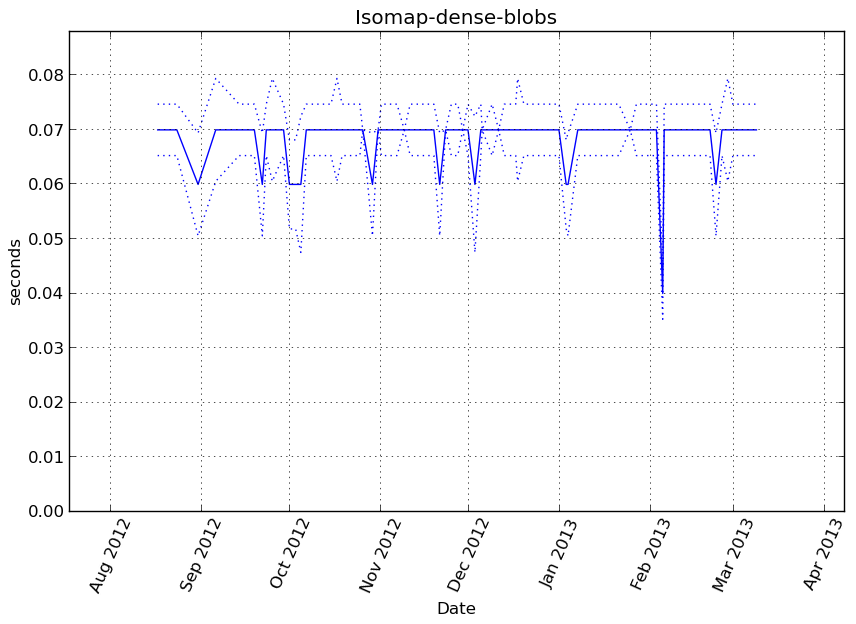 Isomap-dense-blobs
0.08
0.07
0.06
0.05
0.04
0.03
0.02
0.01
0.00
seconds
Aug 2012
Sep 2012
Oct 2012
Nov 2012
Dec 2012
Jan 2013
Feb 2013
Mar 2013
Apr 2013
Date